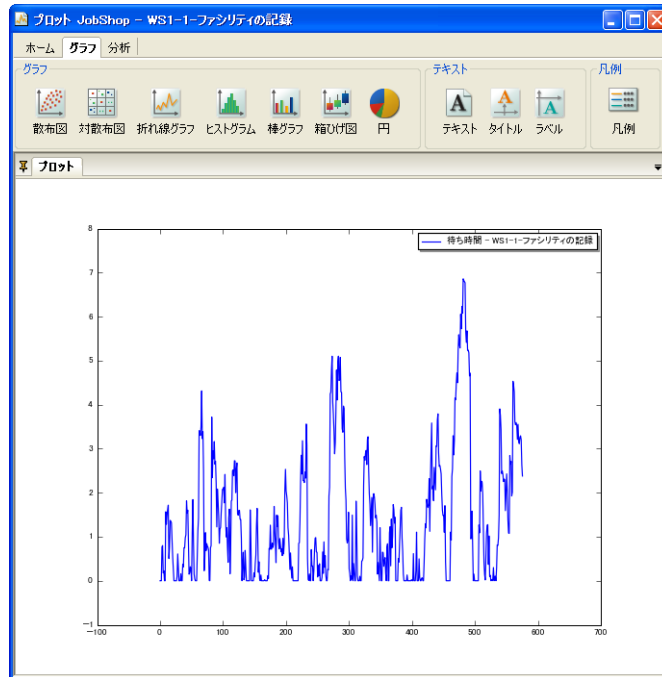 プロット JobShop - WS1-1-ファシリティの記録
ホーム グラフ 分析
グラフ テキスト 凡例
散布図 対散布図 折れ線グラフ ヒストグラム 棒グラフ 箱ひげ図 円 A テキスト A タイトル A ラベル 凡例
プロット
8
待ち時間 - WS1-1-ファシリティの記録
7
6
5
4
3
2
1
0
-1
-100 0 100 200 300 400 500 600 700